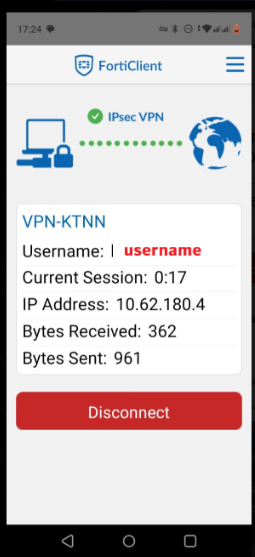 17:24
FortiClient
IPsec VPN
VPN-KTNN
Username: username
Current Session: 0:17
IP Address: 10.62.180.4
Bytes Received: 362
Bytes Sent: 961
Disconnect